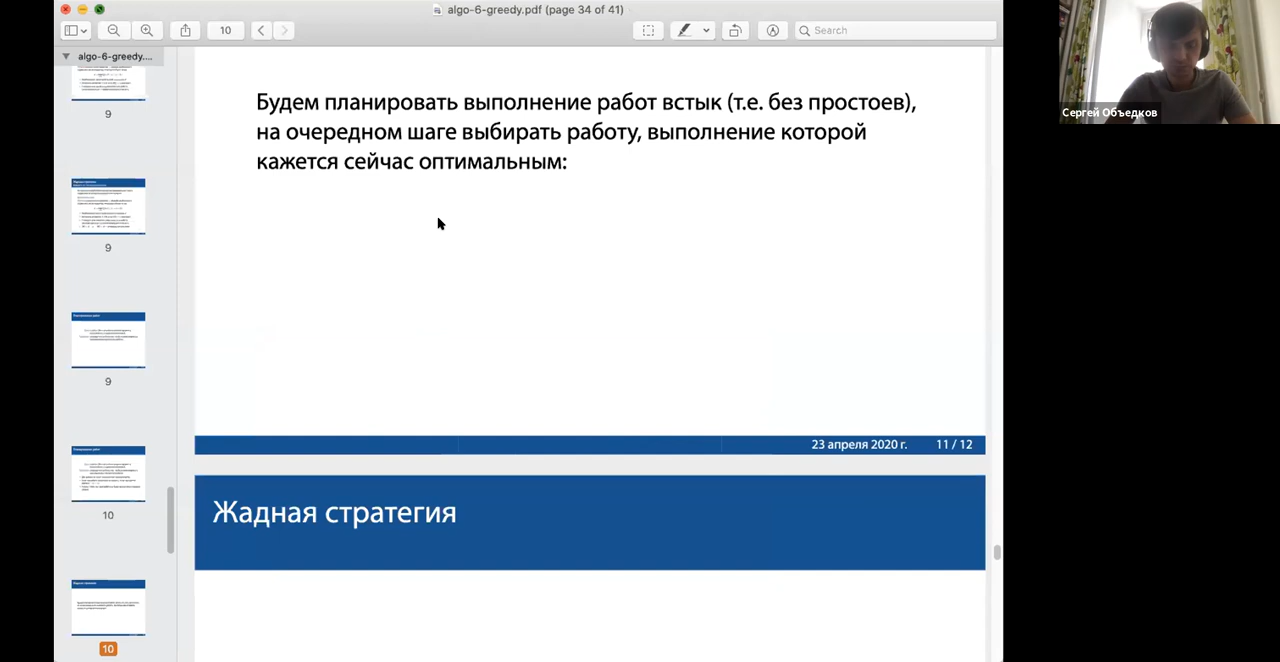 algo-6-greedy.pdf (page 34 of 41)
10
Search
algo-6-greedy....
9
9
9
10
10
Будем планировать выполнение работ встык (т.е. без простоев),
на очередном шаге выбирать работу, выполнение которой
кажется сейчас оптимальным:
23 апреля 2020 г.
11 / 12
Жадная стратегия
Сергей Объедков